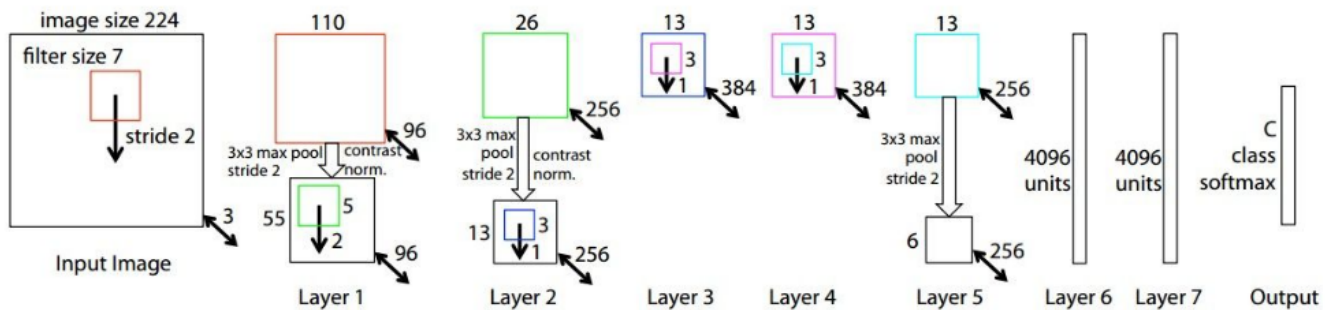 image size 224
filter size 7
stride 2
3
Input Image
110
96
3x3 max pool
stride 2
contrast
norm.
55
5
2
96
Layer 1
26
256
3x3 max
pool
stride 2
contrast
norm.
13
3
1
256
Layer 2
13
3
1
384
Layer 3
13
3
1
384
Layer 4
13
256
3x3 max
pool
stride 2
6
256
Layer 5
4096
units
Layer 6
4096
units
Layer 7
C
class
softmax
Output